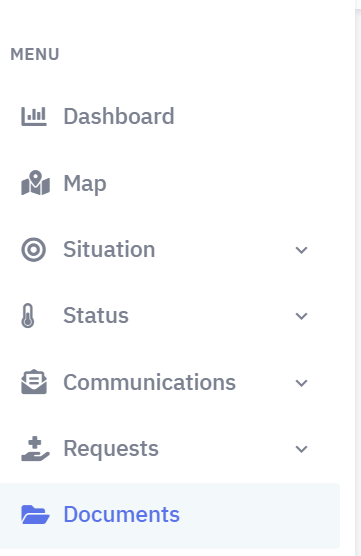 MENU
Dashboard
Map
Situation
Status
Communications
Requests
Documents